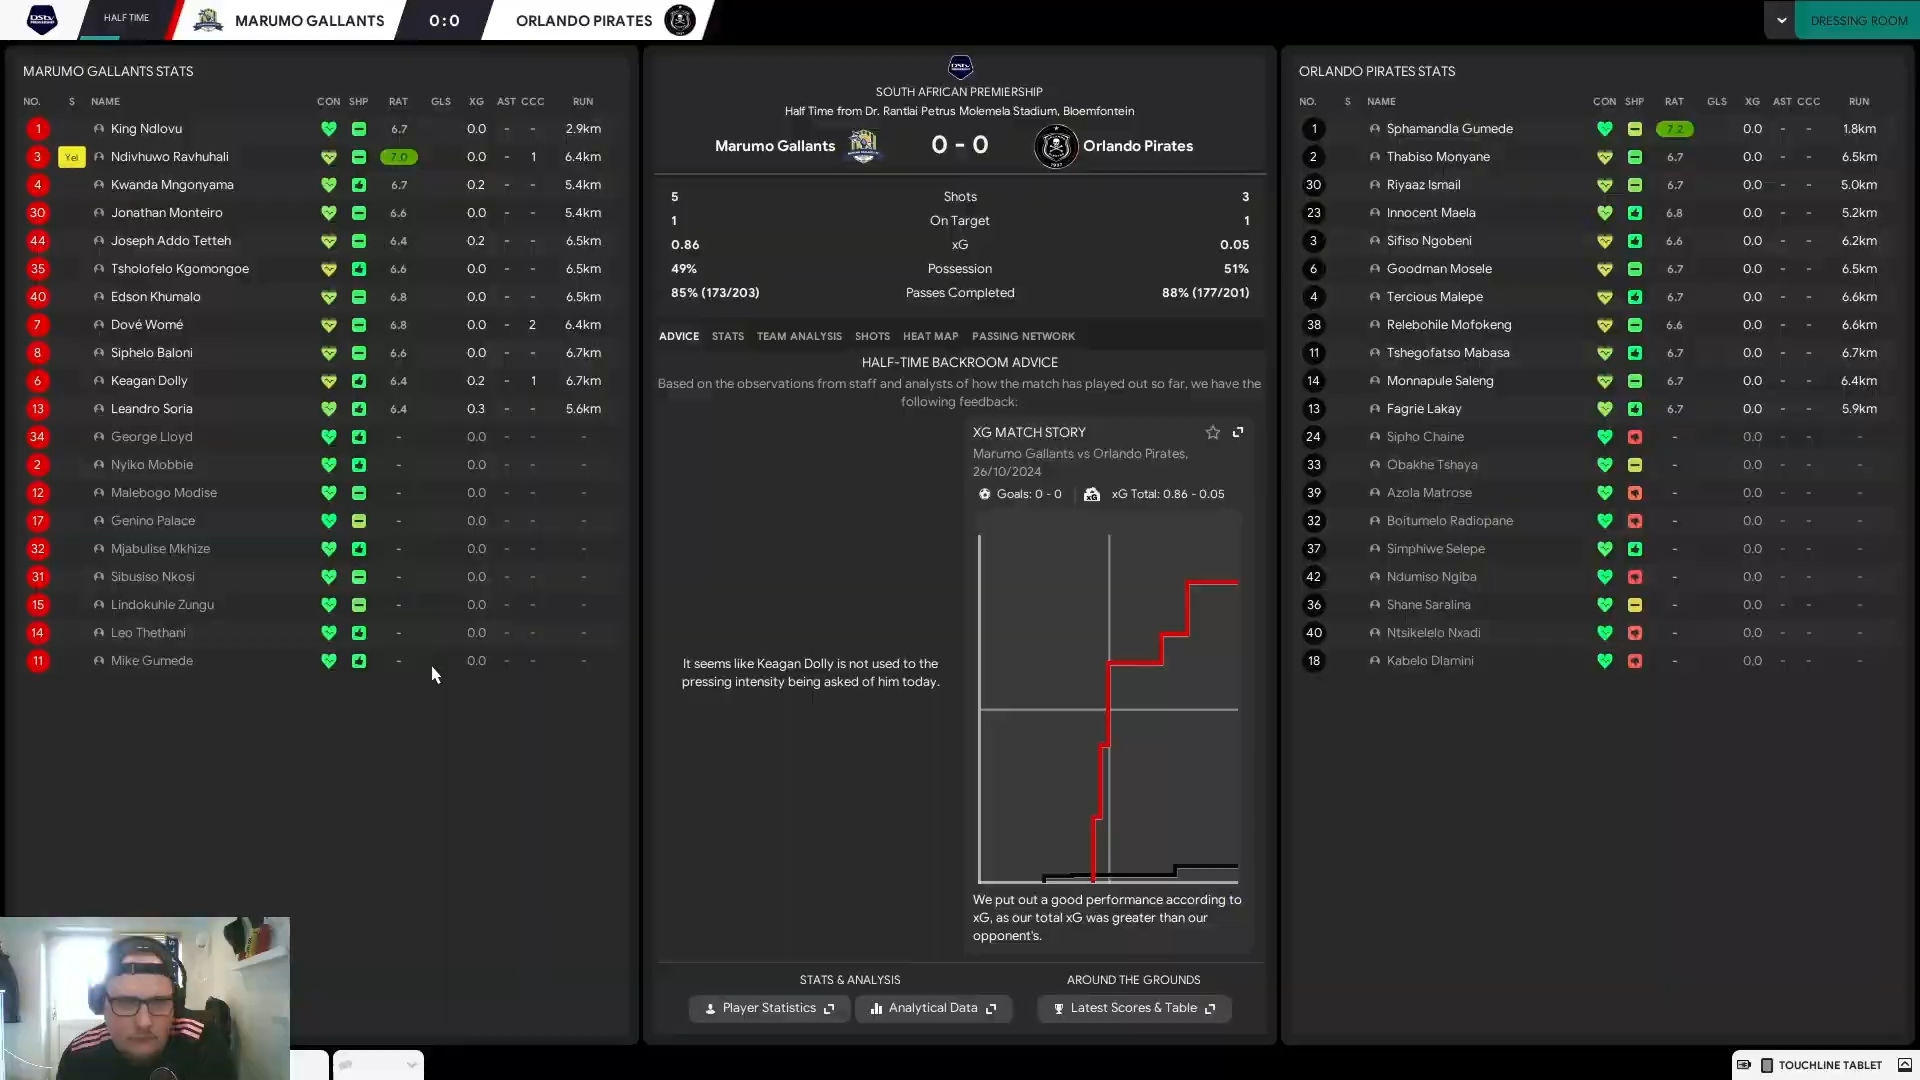 HALF TIME
MARUMO GALLANTS
0 : 0
ORLANDO PIRATES
DRESSING ROOM
MARUMO GALLANTS STATS
NO. S NAME CON SHP RAT GLS XG AST CCC RUN
1 King Ndlovu 6.7 0.0 - - 2.9km
3 Yel Ndivhuwo Ravhuhali 7.0 0.0 - 1 6.4km
4 Kwanda Mngonyama 6.7 0.2 - - 5.4km
30 Jonathan Monteiro 6.6 0.0 - - 5.4km
44 Joseph Addo Tetteh 6.4 0.2 - - 6.5km
35 Tsholofelo Kgomongoe 6.6 0.0 - - 6.5km
40 Edson Khumalo 6.8 0.0 - - 6.5km
7 Dové Womé 6.8 0.0 - 2 6.4km
8 Siphelo Baloni 6.6 0.0 - - 6.7km
6 Keagan Dolly 6.4 0.2 - 1 6.7km
13 Leandro Soria 6.4 0.3 - - 5.6km
34 George Lloyd - 0.0 - - -
2 Nyiko Mobbie - 0.0 - - -
12 Malebogo Modise - 0.0 - - -
17 Genino Palace - 0.0 - - -
32 Mjabulise Mkhize - 0.0 - - -
31 Sibusiso Nkosi - 0.0 - - -
15 Lindokuhle Zungu - 0.0 - - -
14 Leo Thethani - 0.0 - - -
11 Mike Gumede - 0.0 - - -
DStv
SOUTH AFRICAN PREMIERSHIP
Half Time from Dr. Rantlai Petrus Molemela Stadium, Bloemfontein
Marumo Gallants 0 - 0 Orlando Pirates
5 Shots 3
1 On Target 1
0.86 xG 0.05
49% Possession 51%
85% (173/203) Passes Completed 88% (177/201)
ADVICE STATS TEAM ANALYSIS SHOTS HEAT MAP PASSING NETWORK
HALF-TIME BACKROOM ADVICE
Based on the observations from staff and analysts of how the match has played out so far, we have the
following feedback:
It seems like Keagan Dolly is not used to the
pressing intensity being asked of him today.
XG MATCH STORY
Marumo Gallants vs Orlando Pirates,
26/10/2024
Goals: 0 - 0 xG xG Total: 0.86 - 0.05
We put out a good performance according to
xG, as our total xG was greater than our
opponent's.
STATS & ANALYSIS
Player Statistics
Analytical Data
AROUND THE GROUNDS
Latest Scores & Table
ORLANDO PIRATES STATS
NO. S NAME CON SHP RAT GLS XG AST CCC RUN
1 Sphamandla Gumede 7.2 0.0 - - 1.8km
2 Thabiso Monyane 6.7 0.0 - - 6.5km
30 Riyaaz Ismail 6.7 0.0 - - 5.0km
23 Innocent Maela 6.8 0.0 - - 5.2km
3 Sifiso Ngobeni 6.6 0.0 - - 6.2km
6 Goodman Mosele 6.7 0.0 - - 6.5km
4 Tercious Malepe 6.7 0.0 - - 6.6km
38 Relebohile Mofokeng 6.6 0.0 - - 6.6km
11 Tshegofatso Mabasa 6.7 0.0 - - 6.7km
14 Monnapule Saleng 6.7 0.0 - - 6.4km
13 Fagrie Lakay 6.7 0.0 - - 5.9km
24 Sipho Chaine - 0.0 - - -
33 Obakhe Tshaya - 0.0 - - -
39 Azola Matrose - 0.0 - - -
32 Boitumelo Radiopane - 0.0 - - -
37 Simphiwe Selepe - 0.0 - - -
42 Ndumiso Ngiba - 0.0 - - -
36 Shane Saralina - 0.0 - - -
40 Ntsikelelo Nxadi - 0.0 - - -
18 Kabelo Dlamini - 0.0 - - -
TOUCHLINE TABLET